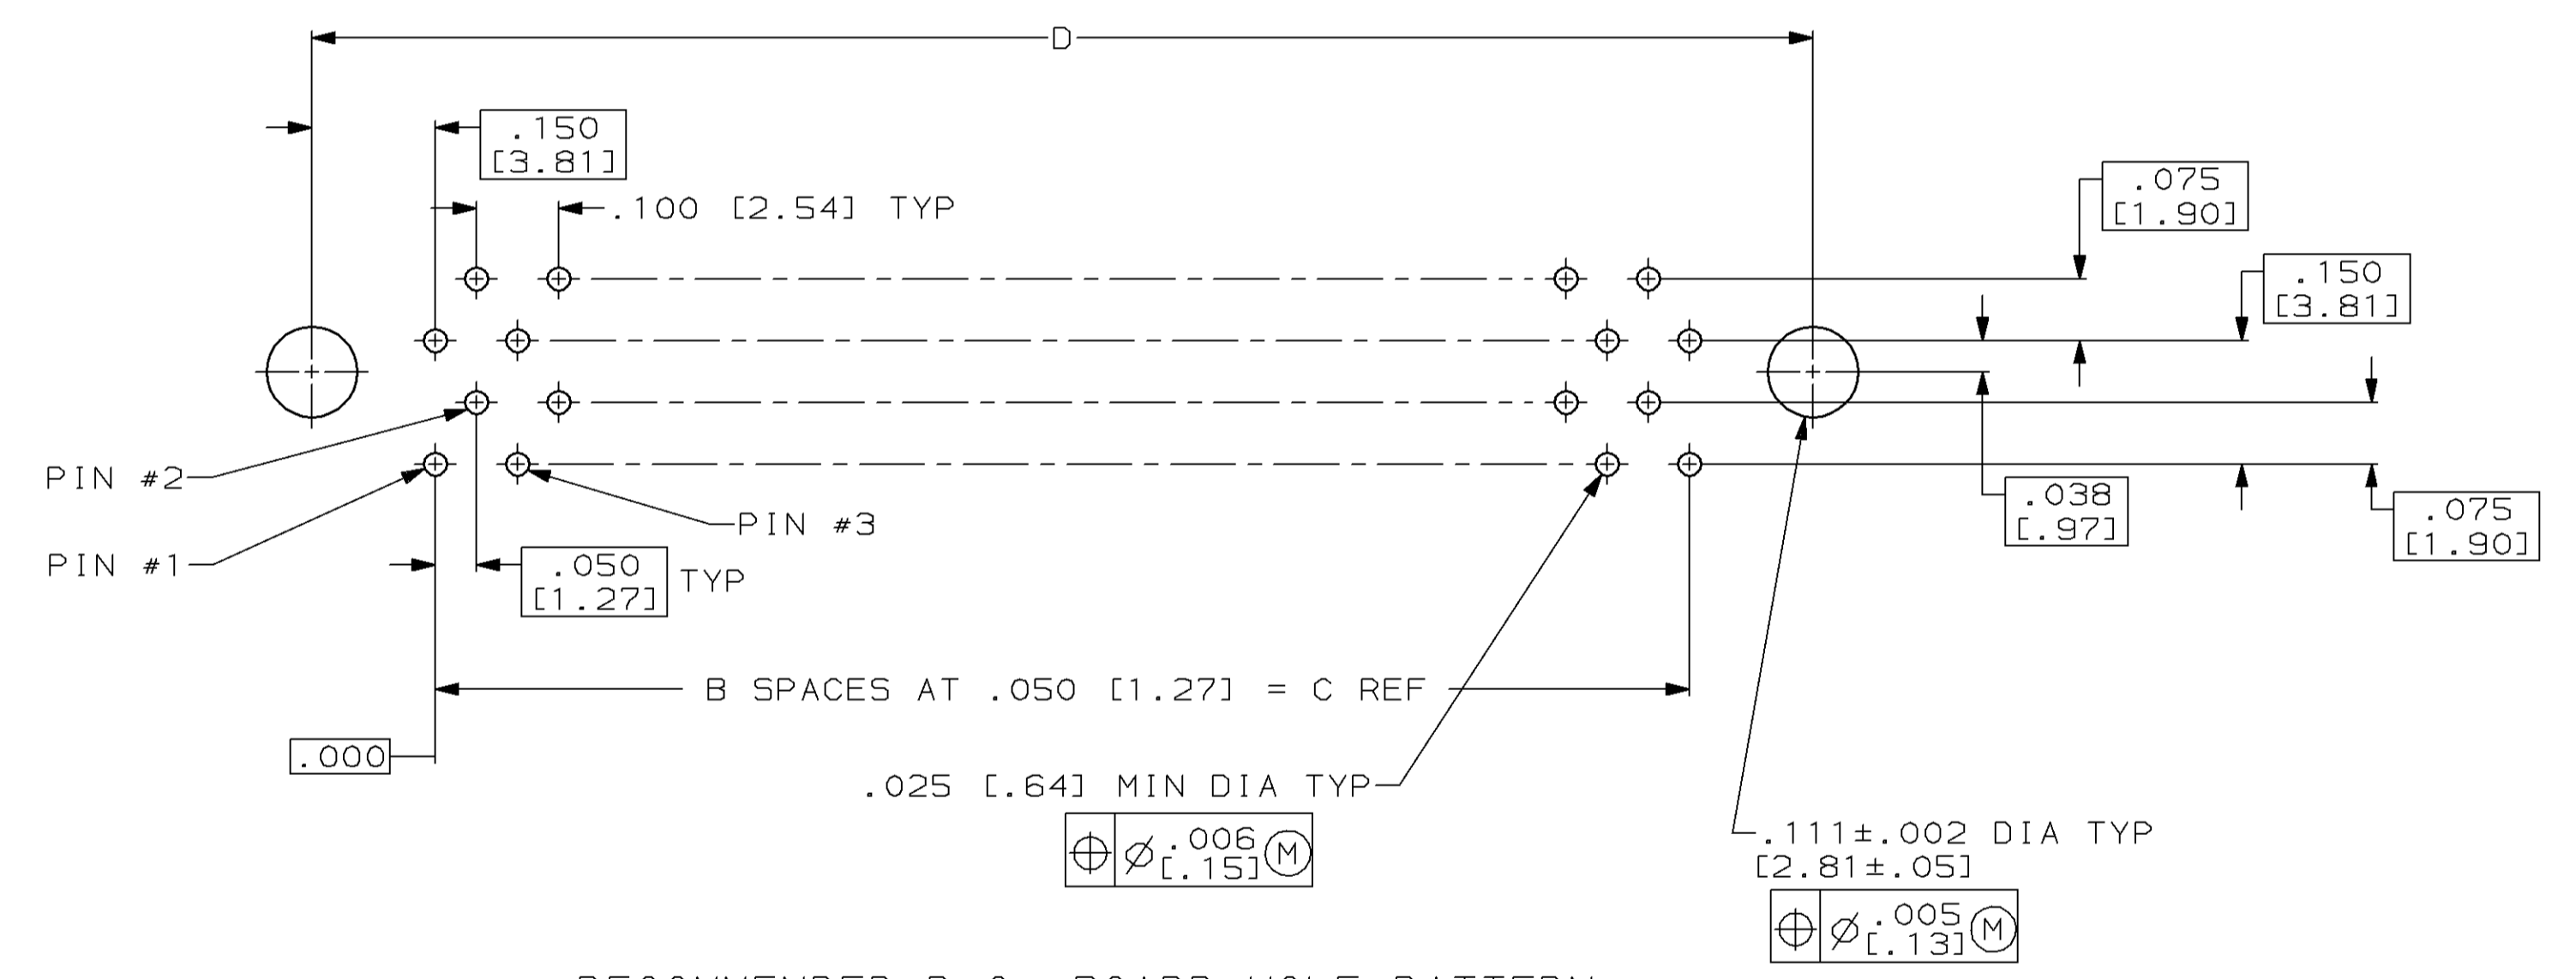 D
.150
[3.81]
.100 [2.54] TYP
.075
[1.90]
.150
[3.81]
PIN #2
PIN #1
PIN #3
.050
[1.27] TYP
.038
[.97]
.075
[1.90]
B SPACES AT .050 [1.27] = C REF
.000
.025 [.64] MIN DIA TYP
⌖ ⌀ .006 Ⓜ
[.15]
.111±.002 DIA TYP
[2.81±.05]
⌖ ⌀ .005 Ⓜ
[.13]